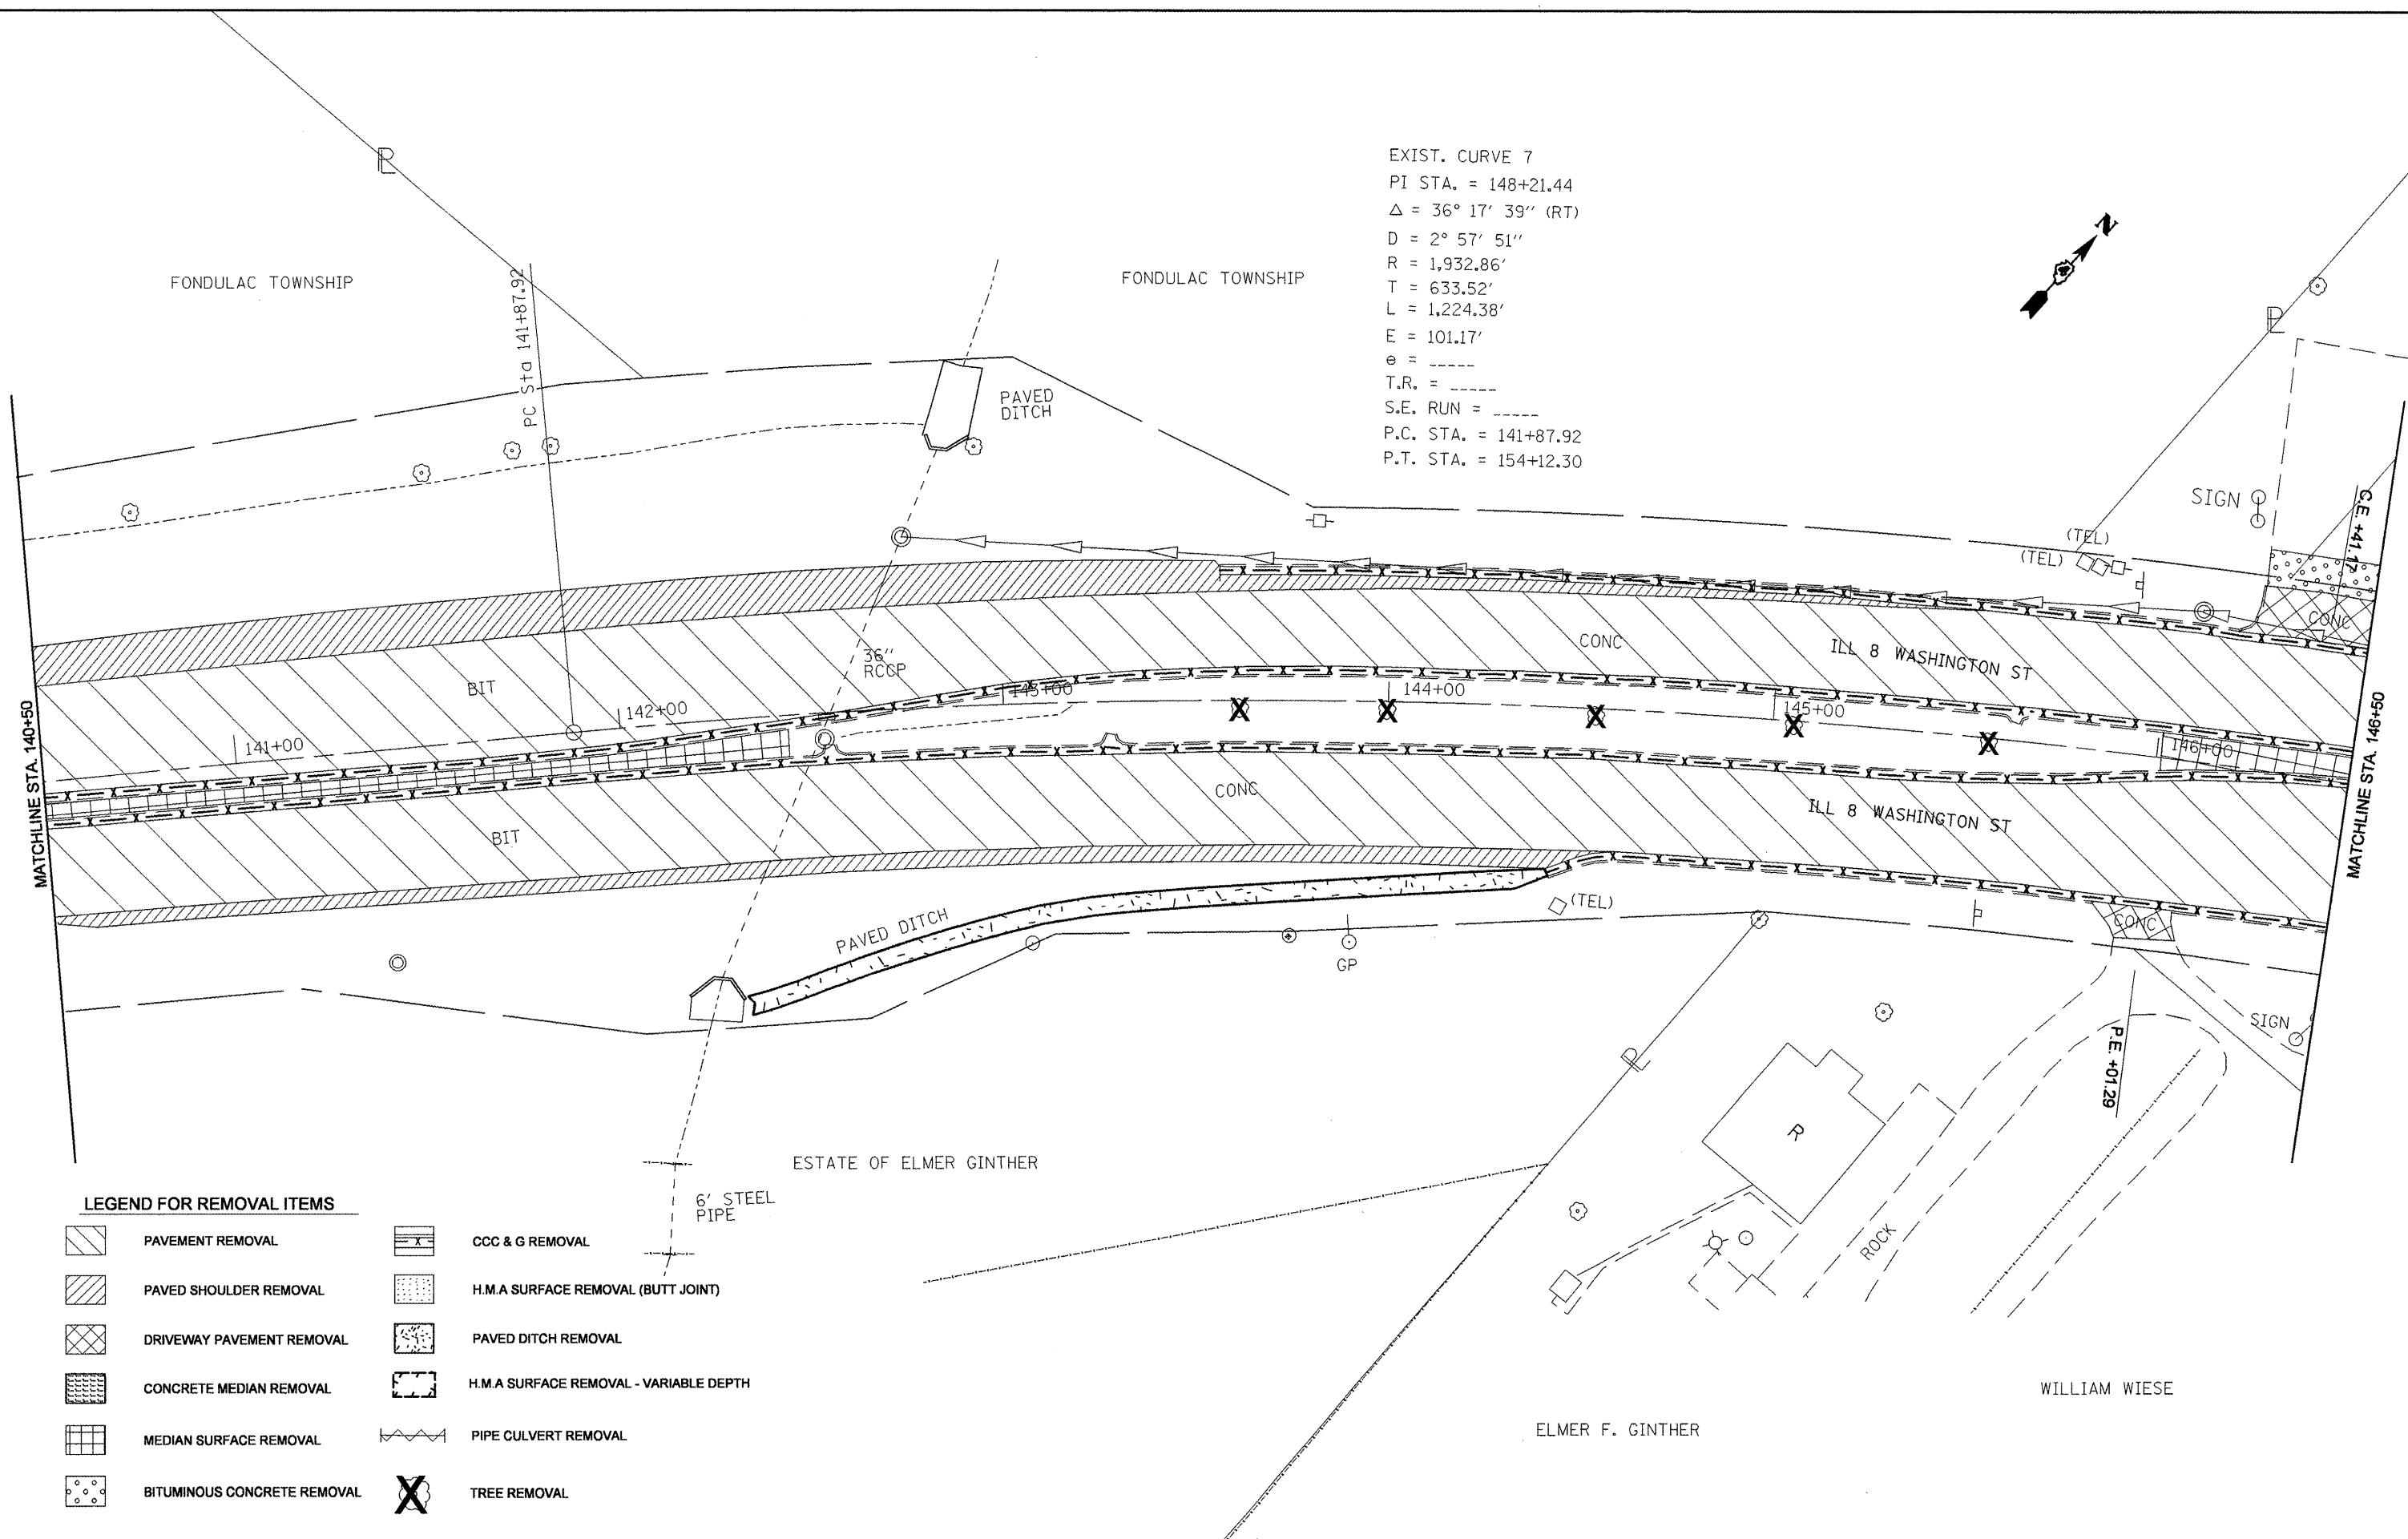 EXIST. CURVE 7
PI STA. = 148+21.44
Δ = 36° 17' 39'' (RT)
D = 2° 57' 51''
R = 1,932.86'
T = 633.52'
L = 1,224.38'
E = 101.17'
e = _____
T.R. = _____
S.E. RUN = _____
P.C. STA. = 141+87.92
P.T. STA. = 154+12.30
N
PL
PL
FONDULAC TOWNSHIP
FONDULAC TOWNSHIP
PC Sta 141+87.92
PAVED
DITCH
SIGN
C.E. +41.17
(TEL)
(TEL)
CONC
CONC
ILL 8 WASHINGTON ST
36''
RCCP
BIT
143+00
144+00
145+00
146+00
142+00
141+00
MATCHLINE STA. 140+50
MATCHLINE STA. 146+50
CONC
ILL 8 WASHINGTON ST
BIT
PAVED DITCH
(TEL)
GP
CONC
SIGN
P.E. +01.29
PL
R
ROCK
ESTATE OF ELMER GINTHER
6' STEEL
PIPE
WILLIAM WIESE
ELMER F. GINTHER
LEGEND FOR REMOVAL ITEMS
PAVEMENT REMOVAL
PAVED SHOULDER REMOVAL
DRIVEWAY PAVEMENT REMOVAL
CONCRETE MEDIAN REMOVAL
MEDIAN SURFACE REMOVAL
BITUMINOUS CONCRETE REMOVAL
CCC & G REMOVAL
H.M.A SURFACE REMOVAL (BUTT JOINT)
PAVED DITCH REMOVAL
H.M.A SURFACE REMOVAL - VARIABLE DEPTH
PIPE CULVERT REMOVAL
TREE REMOVAL